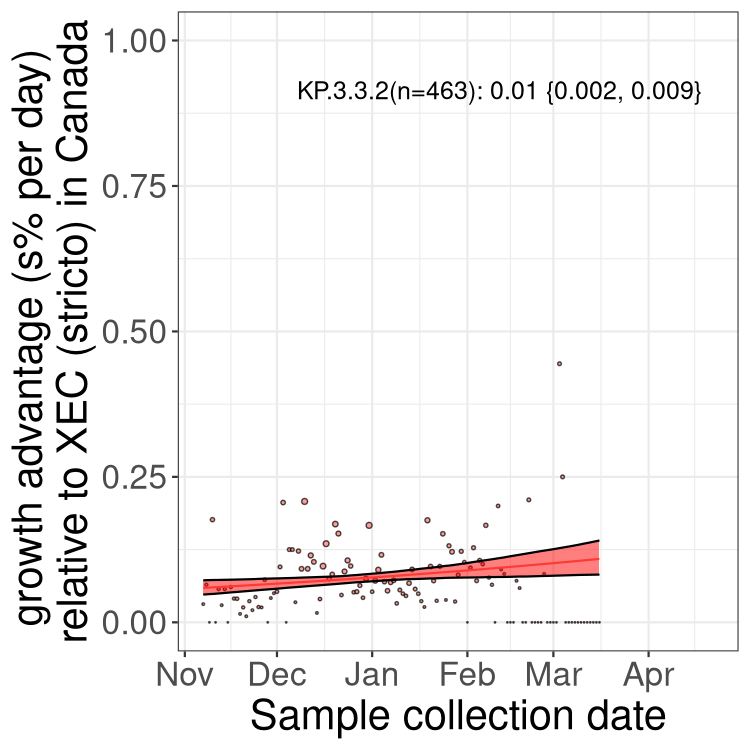 growth advantage (s% per day)
relative to XEC (stricto) in Canada
1.00
KP.3.3.2(n=463): 0.01 {0.002, 0.009}
0.75
0.50
0.25
0.00
Nov Dec Jan Feb Mar Apr
Sample collection date